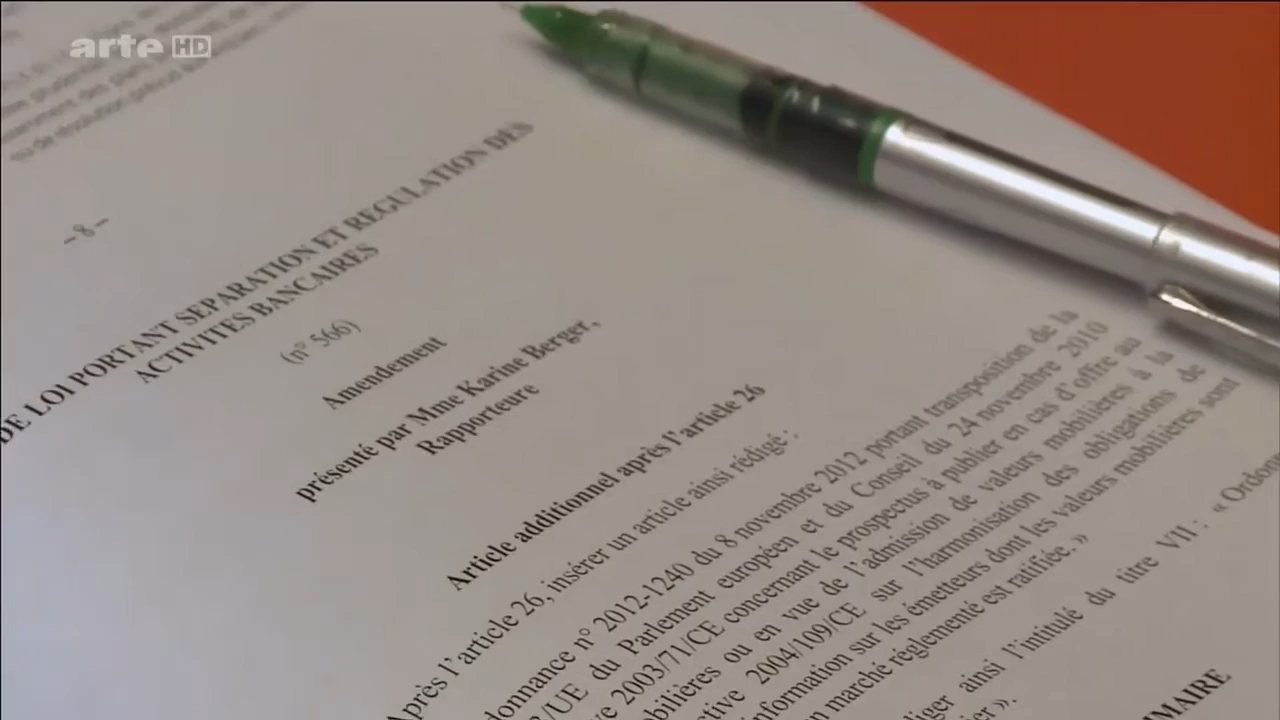 arte HD
– 8 –
DE LOI PORTANT SEPARATION ET REGULATION DES
ACTIVITES BANCAIRES
(n° 566)
Amendement
présenté par Mme Karine Berger,
Rapporteure
Article additionnel après l'article 26
Après l'article 26, insérer un article ainsi rédigé :
donnance n° 2012-1240 du 8 novembre 2012 portant transposition de la
/UE du Parlement européen et du Conseil du 24 novembre 2010
2003/71/CE concernant le prospectus à publier en cas d'offre au
bilières ou en vue de l'admission de valeurs mobilières à la
ctive 2004/109/CE sur l'harmonisation des obligations de
information sur les émetteurs dont les valeurs mobilières sont
n marché réglementé est ratifiée. »
diger ainsi l'intitulé du titre VII : « Ordon
ier ».
MAIRE